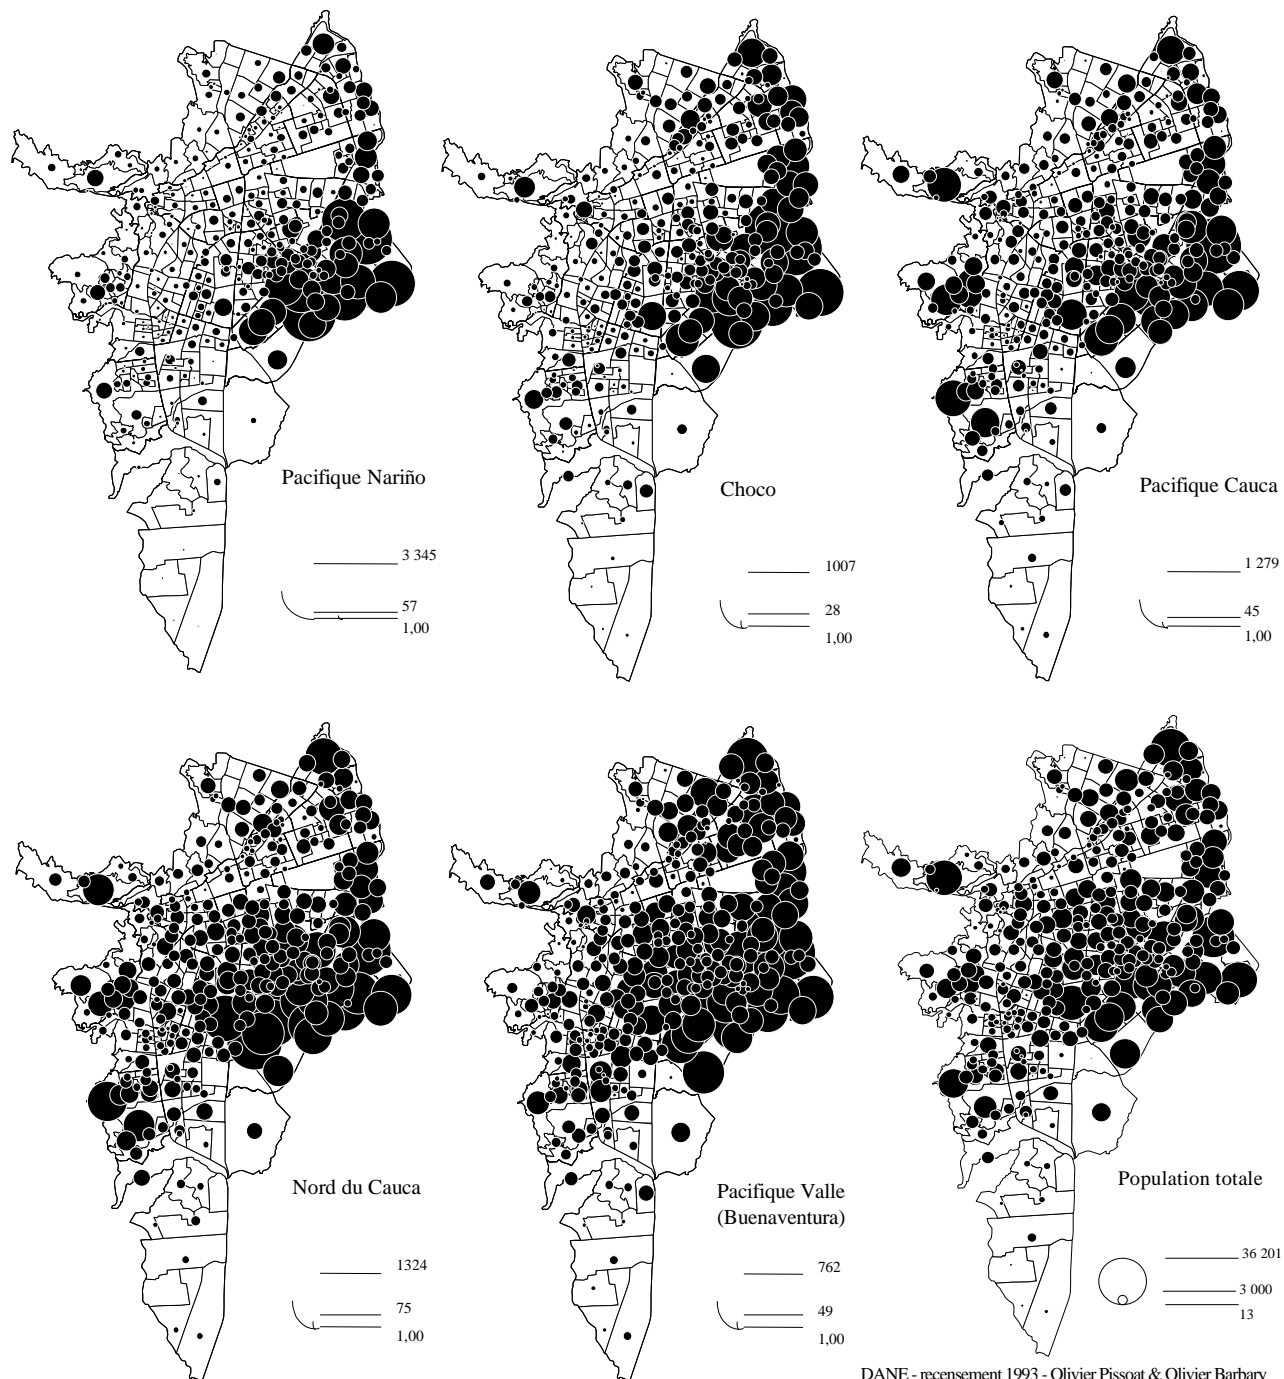 Pacifique Nariño
3 345
57
1,00
Choco
1007
28
1,00
Pacifique Cauca
1 279
45
1,00
Nord du Cauca
1324
75
1,00
Pacifique Valle
(Buenaventura)
762
49
1,00
Population totale
36 201
3 000
13
DANE - recensement 1993 - Olivier Pissoat & Olivier Barbary